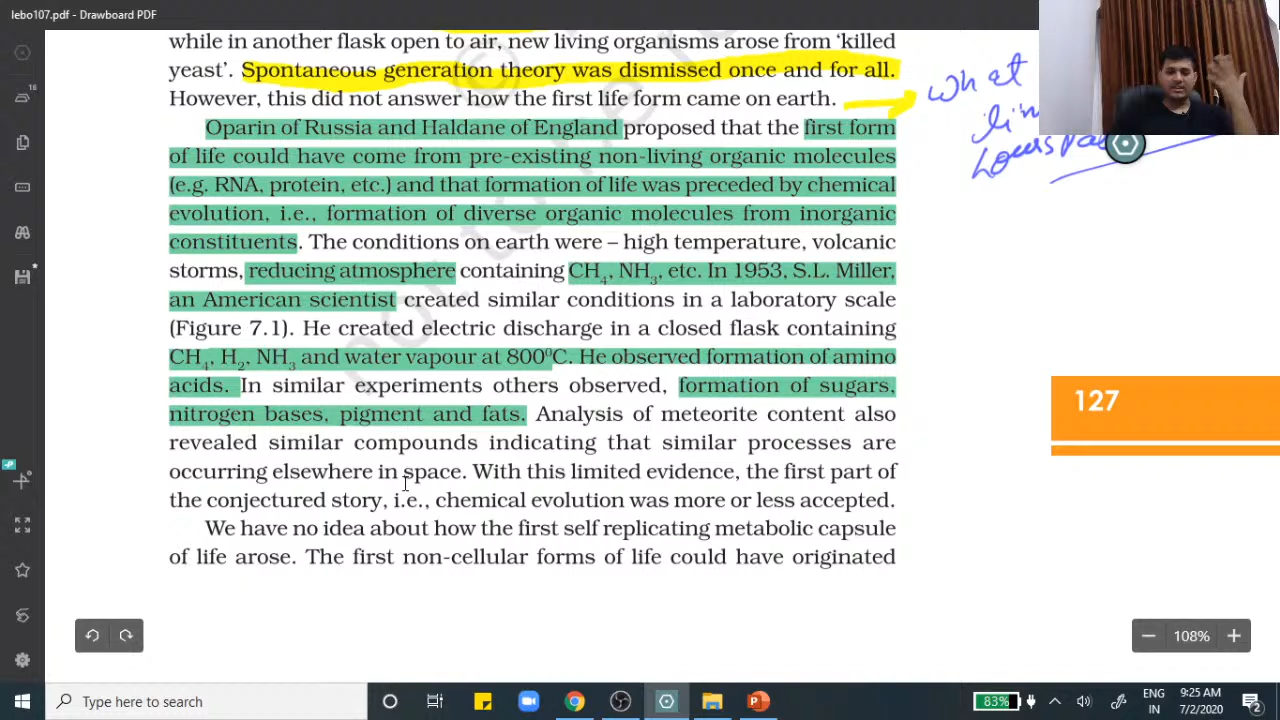 lebo107.pdf - Drawboard PDF
while in another flask open to air, new living organisms arose from ‘killed
yeast’. Spontaneous generation theory was dismissed once and for all.
However, this did not answer how the first life form came on earth.
what
Oparin of Russia and Haldane of England proposed that the first form
of life could have come from pre-existing non-living organic molecules
(e.g. RNA, protein, etc.) and that formation of life was preceded by chemical
evolution, i.e., formation of diverse organic molecules from inorganic
constituents. The conditions on earth were – high temperature, volcanic
storms, reducing atmosphere containing CH₄, NH₃, etc. In 1953, S.L. Miller,
an American scientist created similar conditions in a laboratory scale
(Figure 7.1). He created electric discharge in a closed flask containing
CH₄, H₂, NH₃ and water vapour at 800⁰C. He observed formation of amino
acids. In similar experiments others observed, formation of sugars,
nitrogen bases, pigment and fats. Analysis of meteorite content also
revealed similar compounds indicating that similar processes are
occurring elsewhere in space. With this limited evidence, the first part of
the conjectured story, i.e., chemical evolution was more or less accepted.
We have no idea about how the first self replicating metabolic capsule
of life arose. The first non-cellular forms of life could have originated
127
18
108%
Type here to search
83%
ENG
IN
9:25 AM
7/2/2020
2